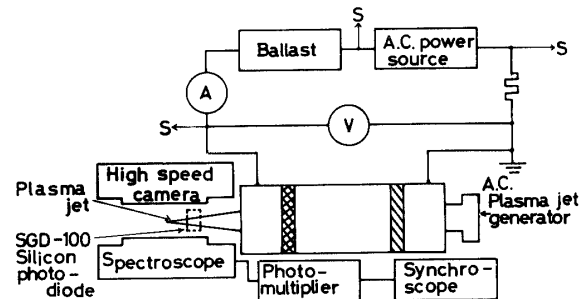 S
Ballast
A.C. power
source
S
A
S
V
High speed
camera
Plasma
jet
A.C.
Plasma jet
generator
SGD-100
Silicon
photo-
diode
Spectroscope
Photo-
multiplier
Synchro-
scope